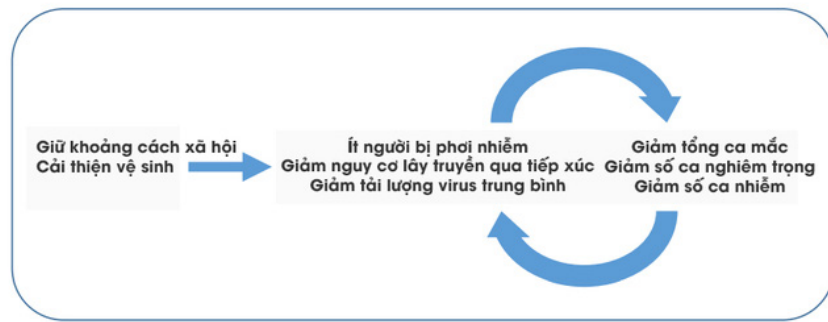 Giữ khoảng cách xã hội
Cải thiện vệ sinh
Ít người bị phơi nhiễm
Giảm nguy cơ lây truyền qua tiếp xúc
Giảm tải lượng virus trung bình
Giảm tổng ca mắc
Giảm số ca nghiêm trọng
Giảm số ca nhiễm